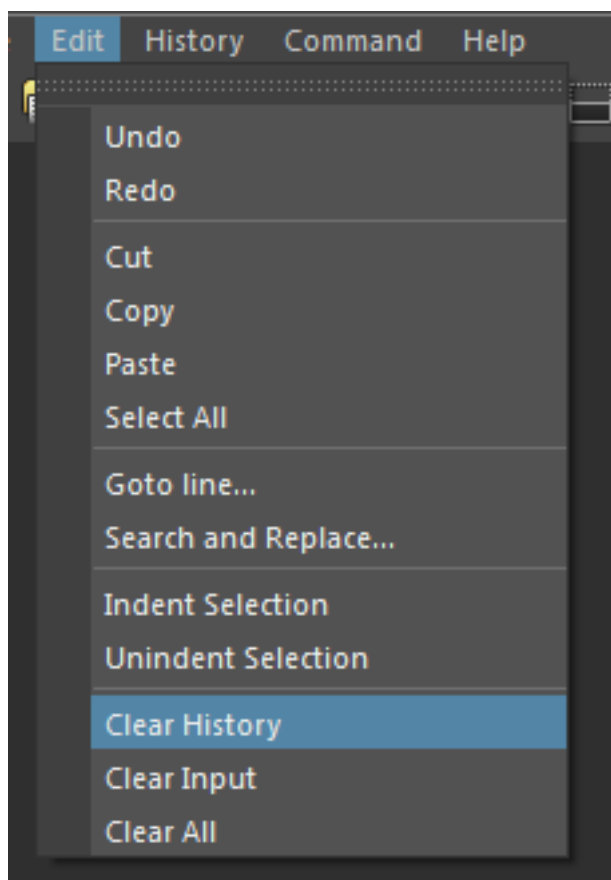 Edit History Command Help
Undo
Redo
Cut
Copy
Paste
Select All
Goto line...
Search and Replace...
Indent Selection
Unindent Selection
Clear History
Clear Input
Clear All